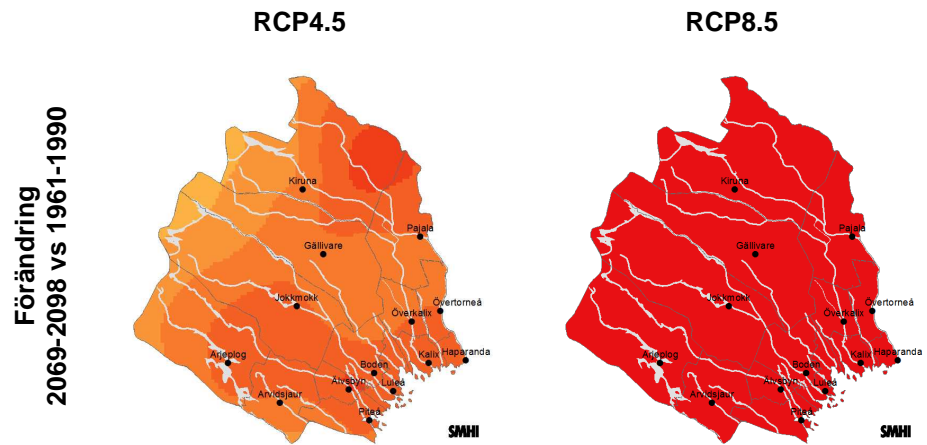 RCP4.5
RCP8.5
Förändring
2069-2098 vs 1961-1990
Kiruna
Pajala
Gällivare
Jokkmokk
Övertorneå
Överkalix
Arjeplog
Boden
Kalix
Haparanda
Älvsbyn
Luleå
Arvidsjaur
Piteå
SMHI
Kiruna
Pajala
Gällivare
Jokkmokk
Övertorneå
Överkalix
Arjeplog
Boden
Kalix
Haparanda
Älvsbyn
Luleå
Arvidsjaur
Piteå
SMHI